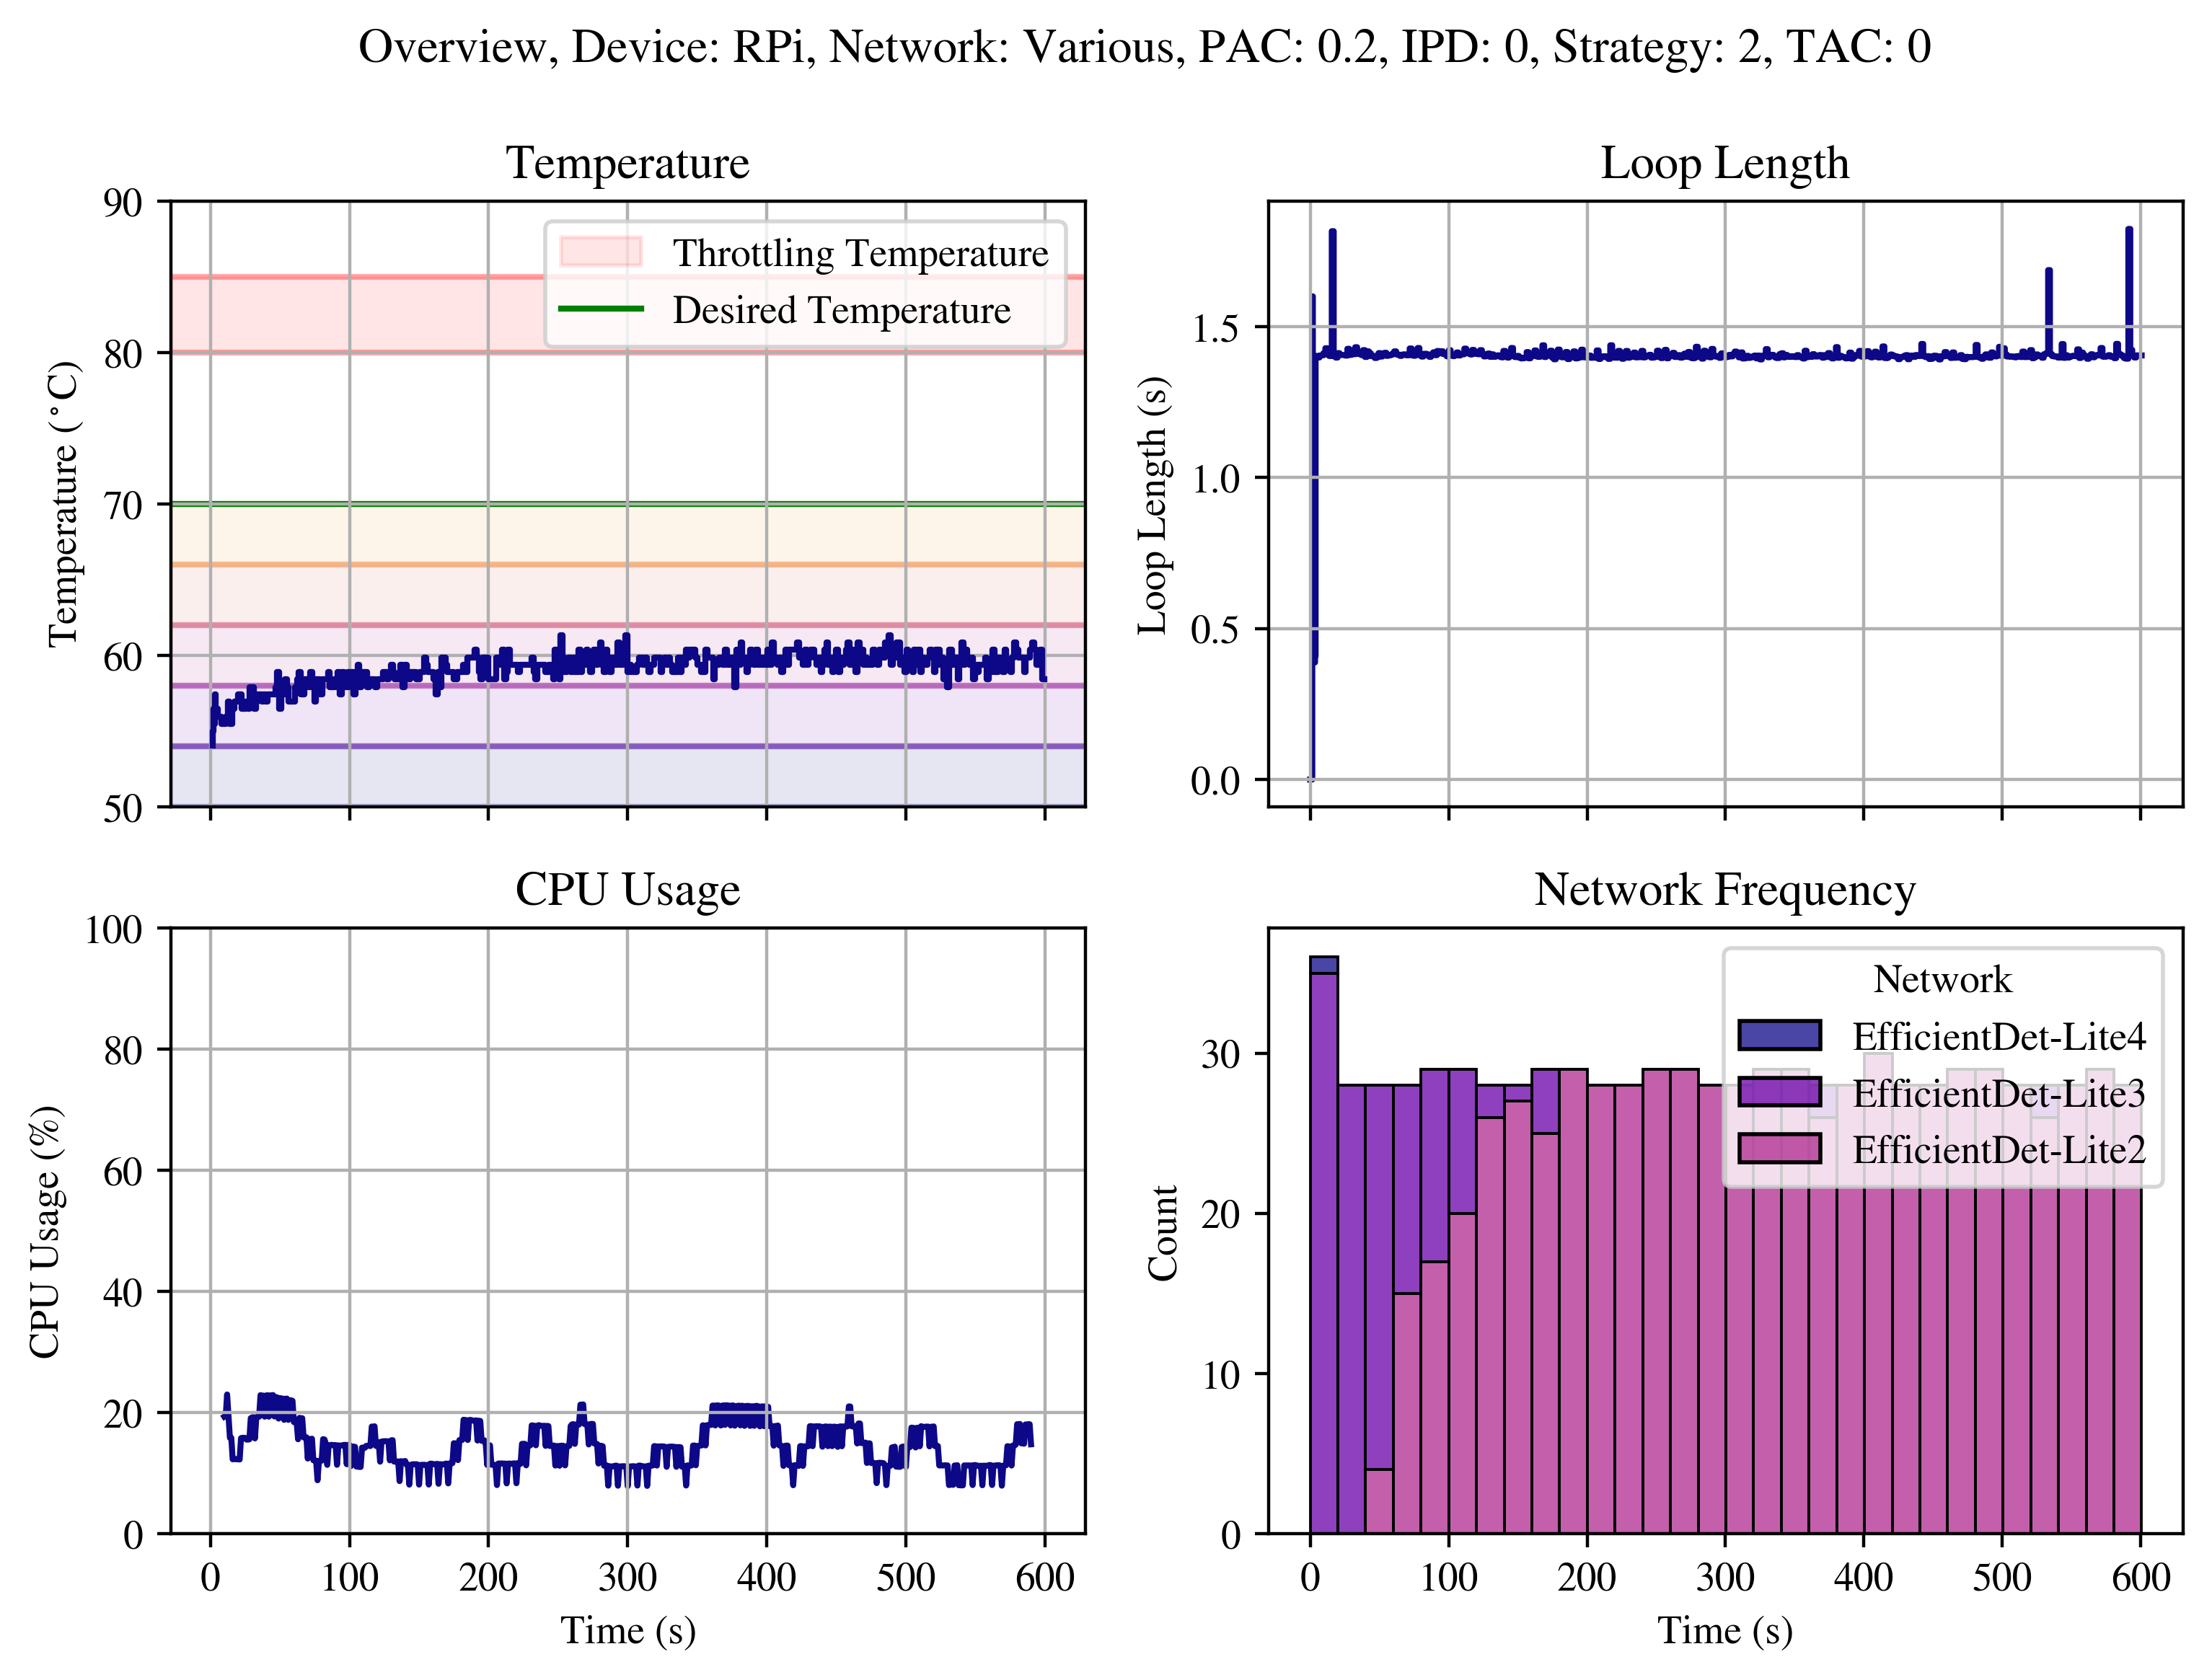 Overview, Device: RPi, Network: Various, PAC: 0.2, IPD: 0, Strategy: 2, TAC: 0
Temperature
90
80
70
60
50
Temperature (°C)
Throttling Temperature
Desired Temperature
Loop Length
1.5
1.0
0.5
0.0
Loop Length (s)
CPU Usage
100
80
60
40
20
0
CPU Usage (%)
0 100 200 300 400 500 600
Time (s)
Network Frequency
30
20
10
0
Count
Network
EfficientDet-Lite4
EfficientDet-Lite3
EfficientDet-Lite2
0 100 200 300 400 500 600
Time (s)